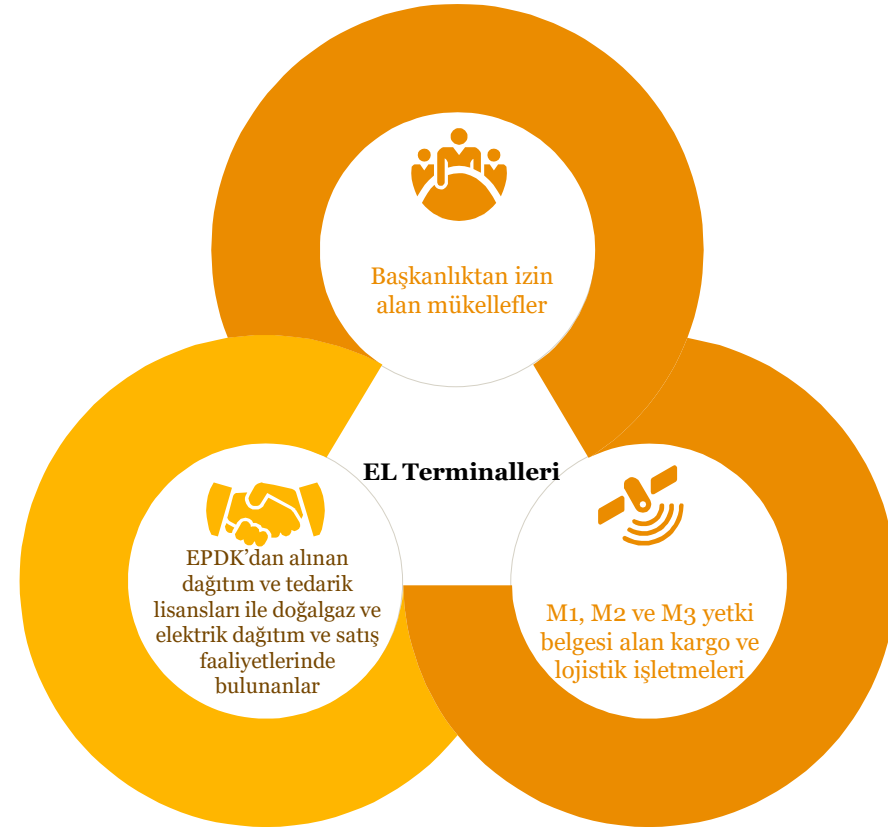 Başkanlıktan izin
alan mükellefler
EL Terminalleri
EPDK’dan alınan
dağıtım ve tedarik
lisansları ile doğalgaz ve
elektrik dağıtım ve satış
faaliyetlerinde
bulunanlar
M1, M2 ve M3 yetki
belgesi alan kargo ve
lojistik işletmeleri